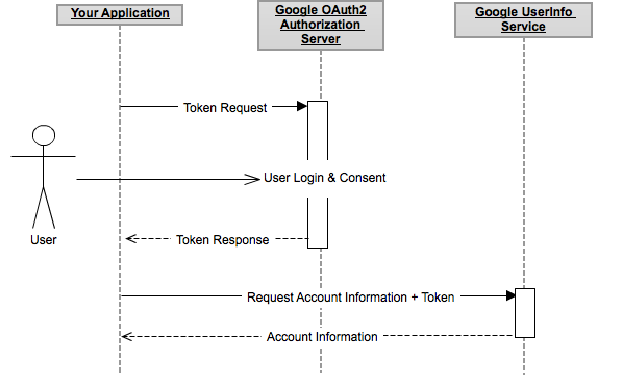 Your Application
Google OAuth2
Authorization
Server
Google UserInfo
Service
Token Request
User Login & Consent
Token Response
User
Request Account Information + Token
Account Information